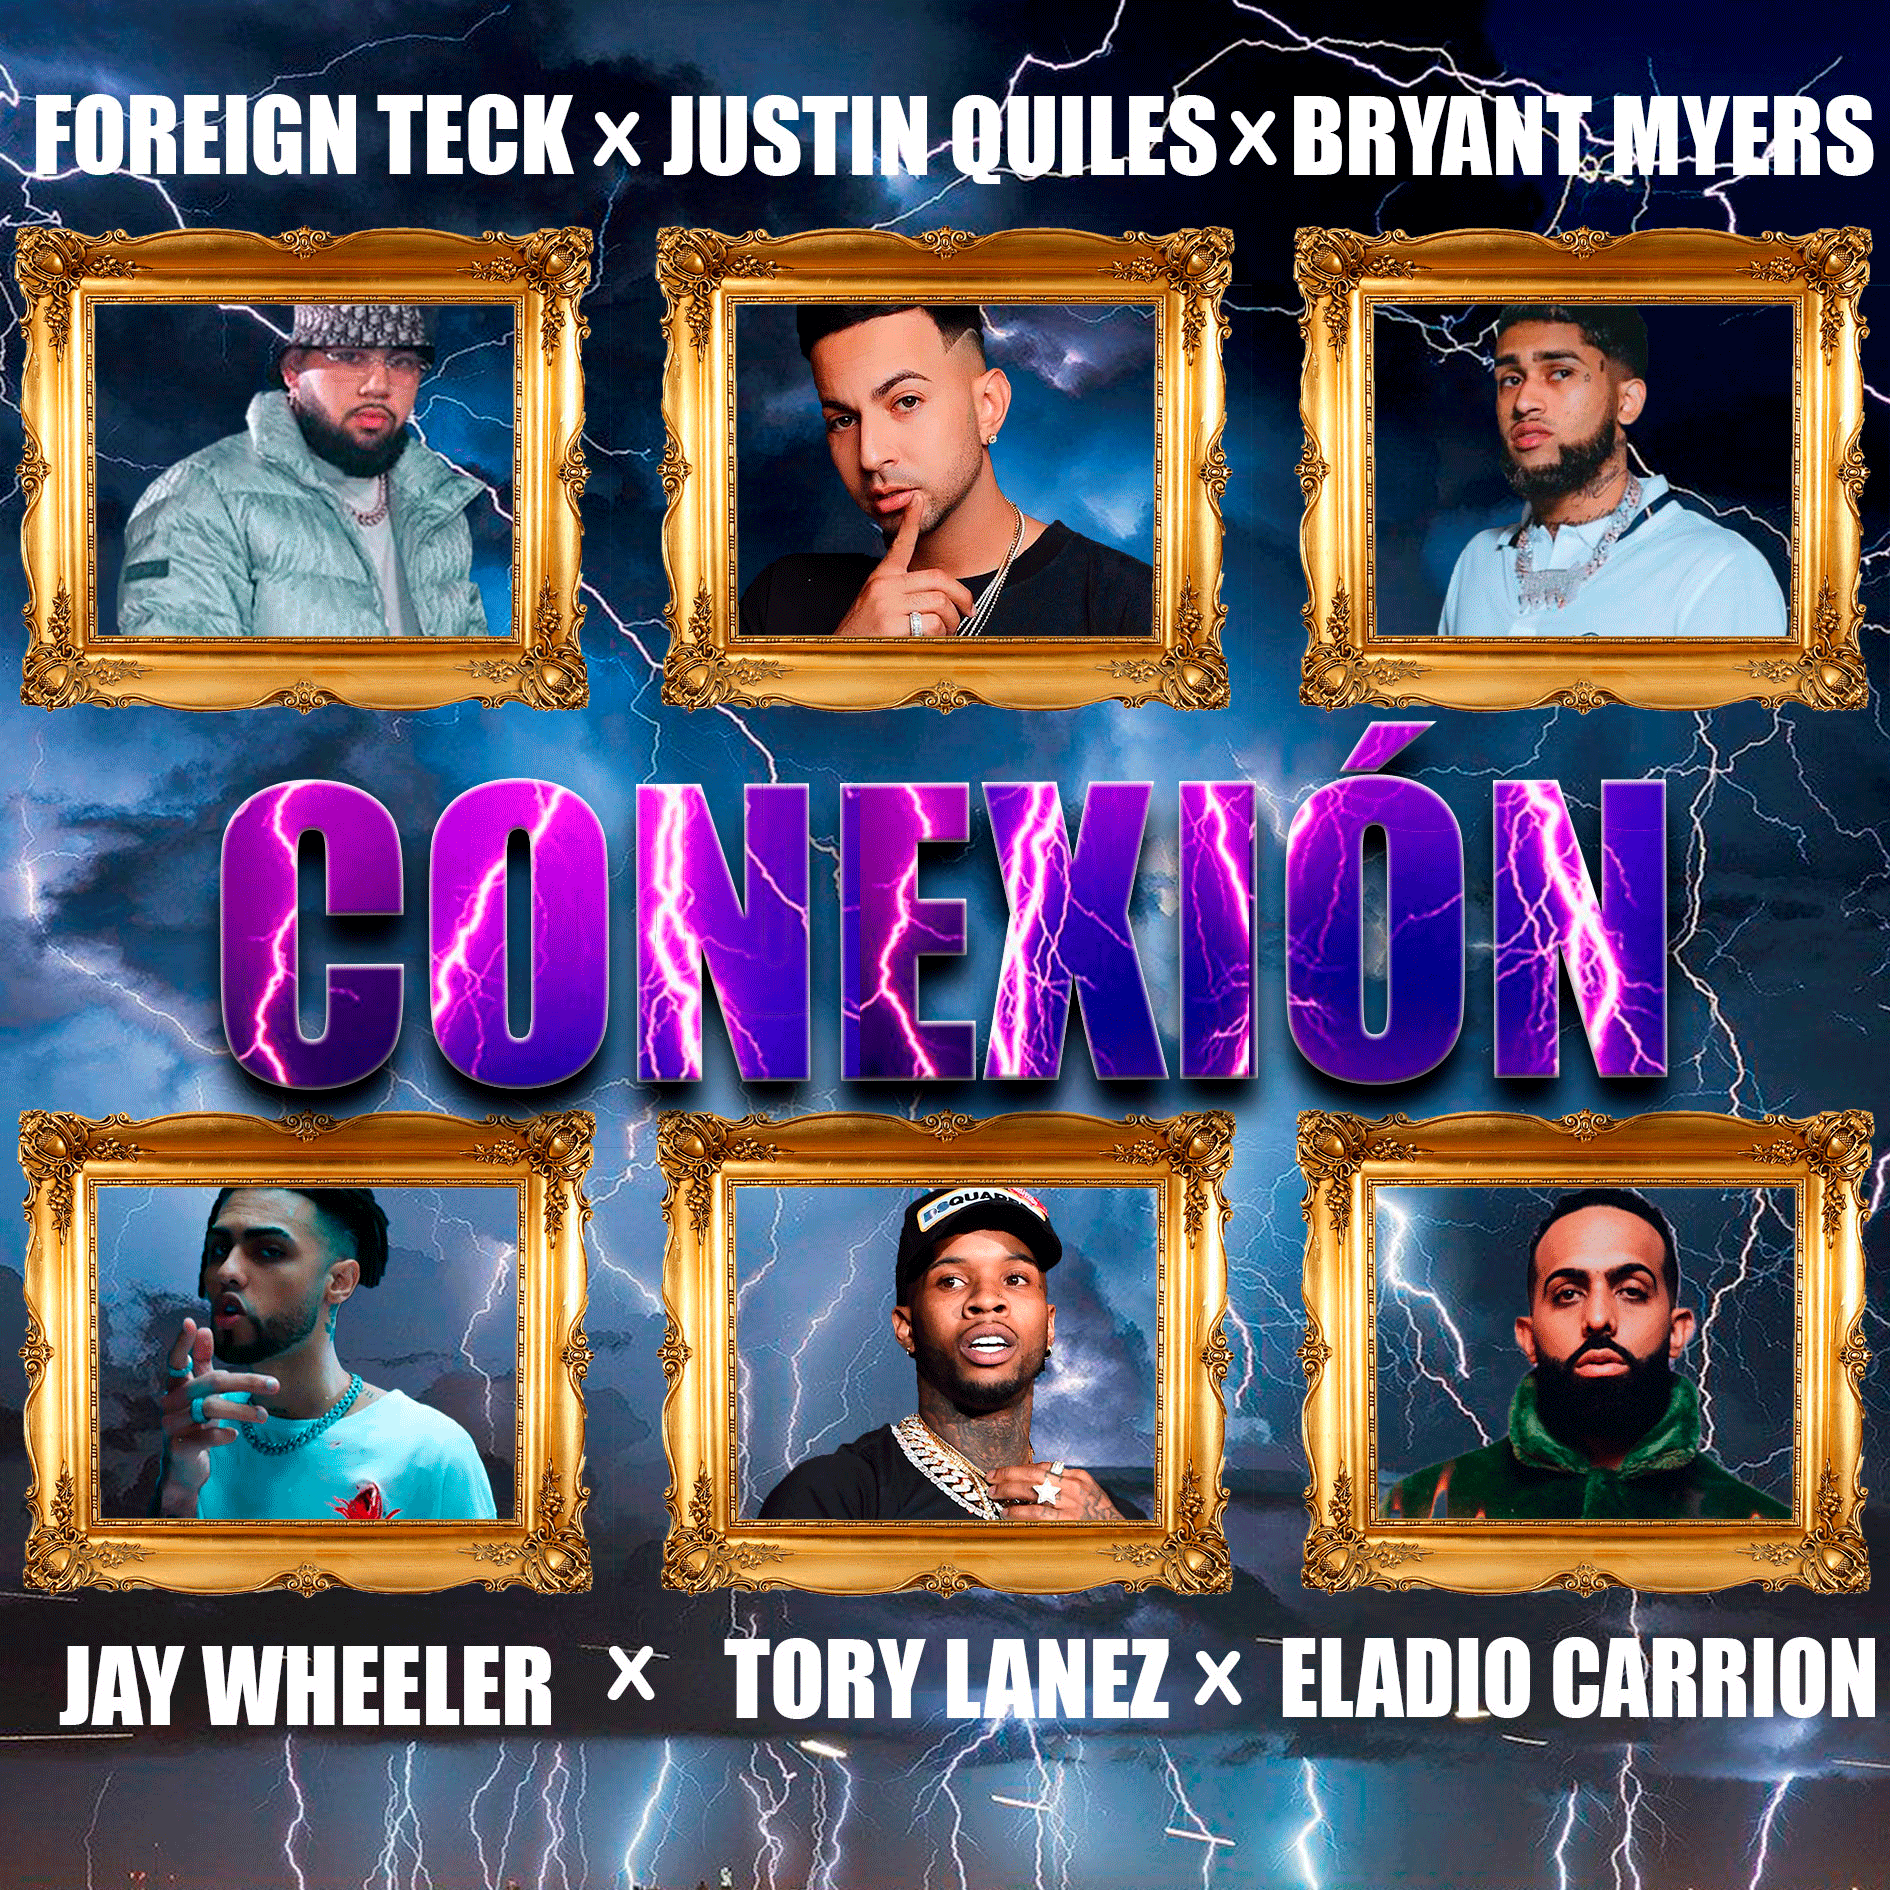 FOREIGN TECK x JUSTIN QUILES x BRYANT MYERS
CONEXIÓN
JAY WHEELER x TORY LANEZ x ELADIO CARRION